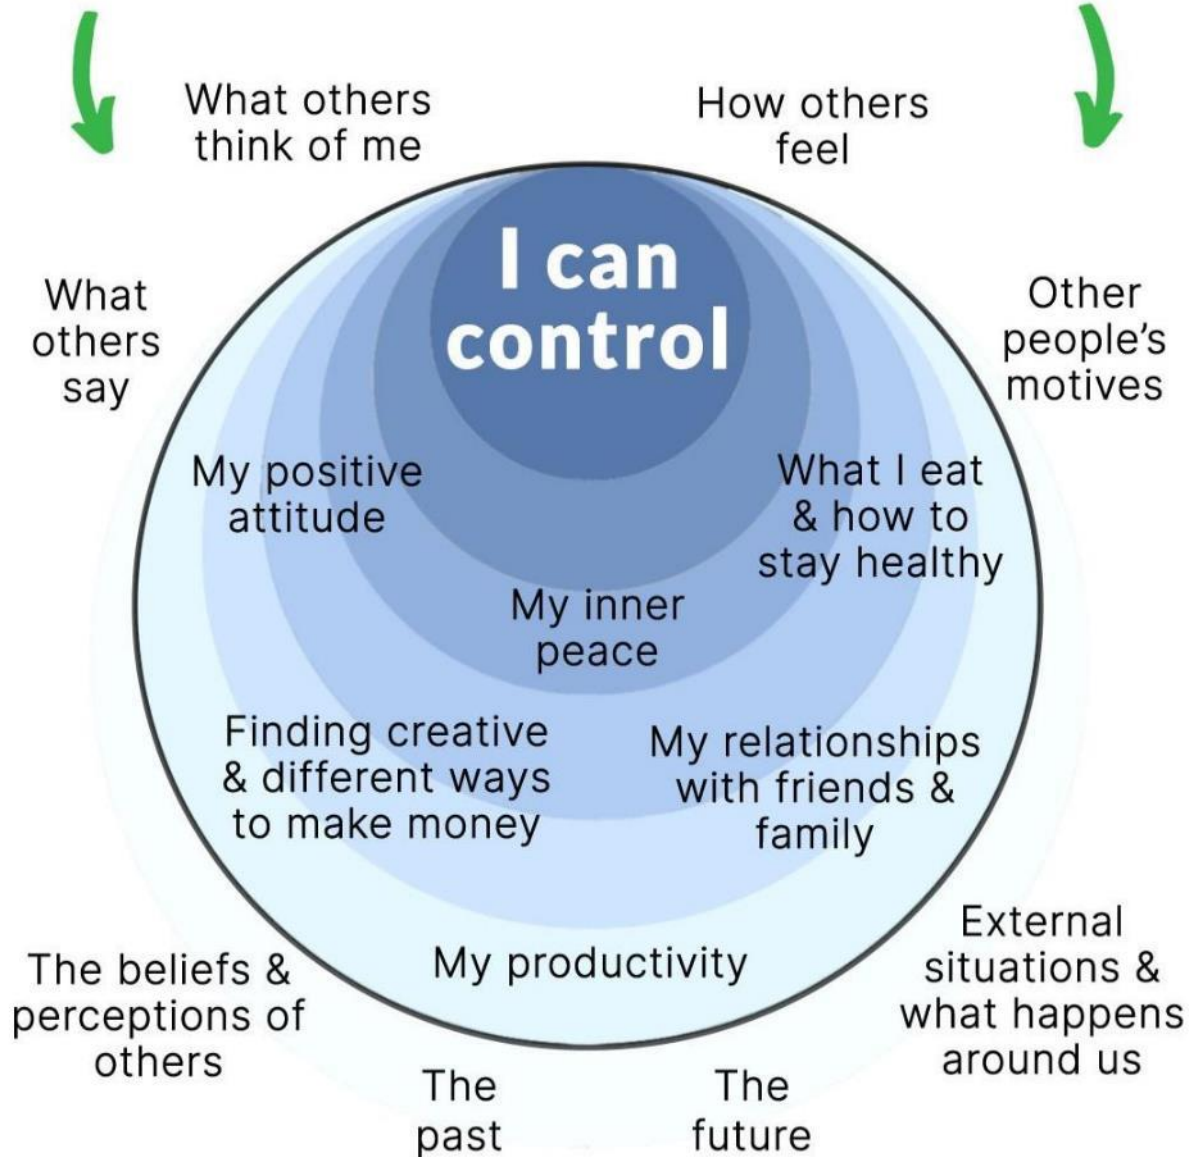 What others
think of me
How others
feel
I can
control
What
others
say
Other
people's
motives
My positive
attitude
What I eat
& how to
stay healthy
My inner
peace
Finding creative
& different ways
to make money
My relationships
with friends &
family
My productivity
The beliefs &
perceptions of
others
External
situations &
what happens
around us
The
past
The
future